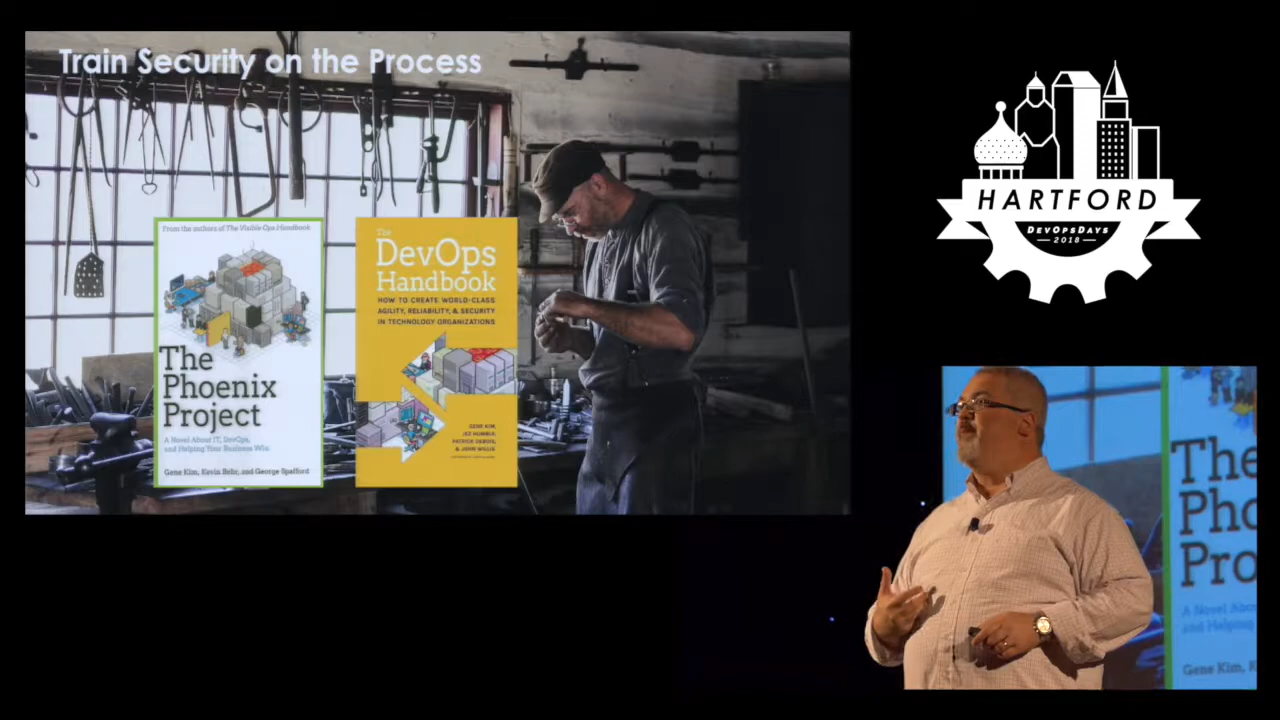 Train Security on the Process
From the authors of The Visible Ops Handbook
The
Phoenix
Project
A Novel About IT, DevOps,
and Helping Your Business Win
Gene Kim, Kevin Behr, and George Spafford
The
DevOps
Handbook
HOW TO CREATE WORLD-CLASS
AGILITY, RELIABILITY, & SECURITY
IN TECHNOLOGY ORGANIZATIONS
GENE KIM,
JEZ HUMBLE,
PATRICK DEBOIS,
& JOHN WILLIS
HARTFORD
DEVOPSDAYS
2018
The
Pho
Pro
A Novel Abou
and Helping
Gene Kim, K